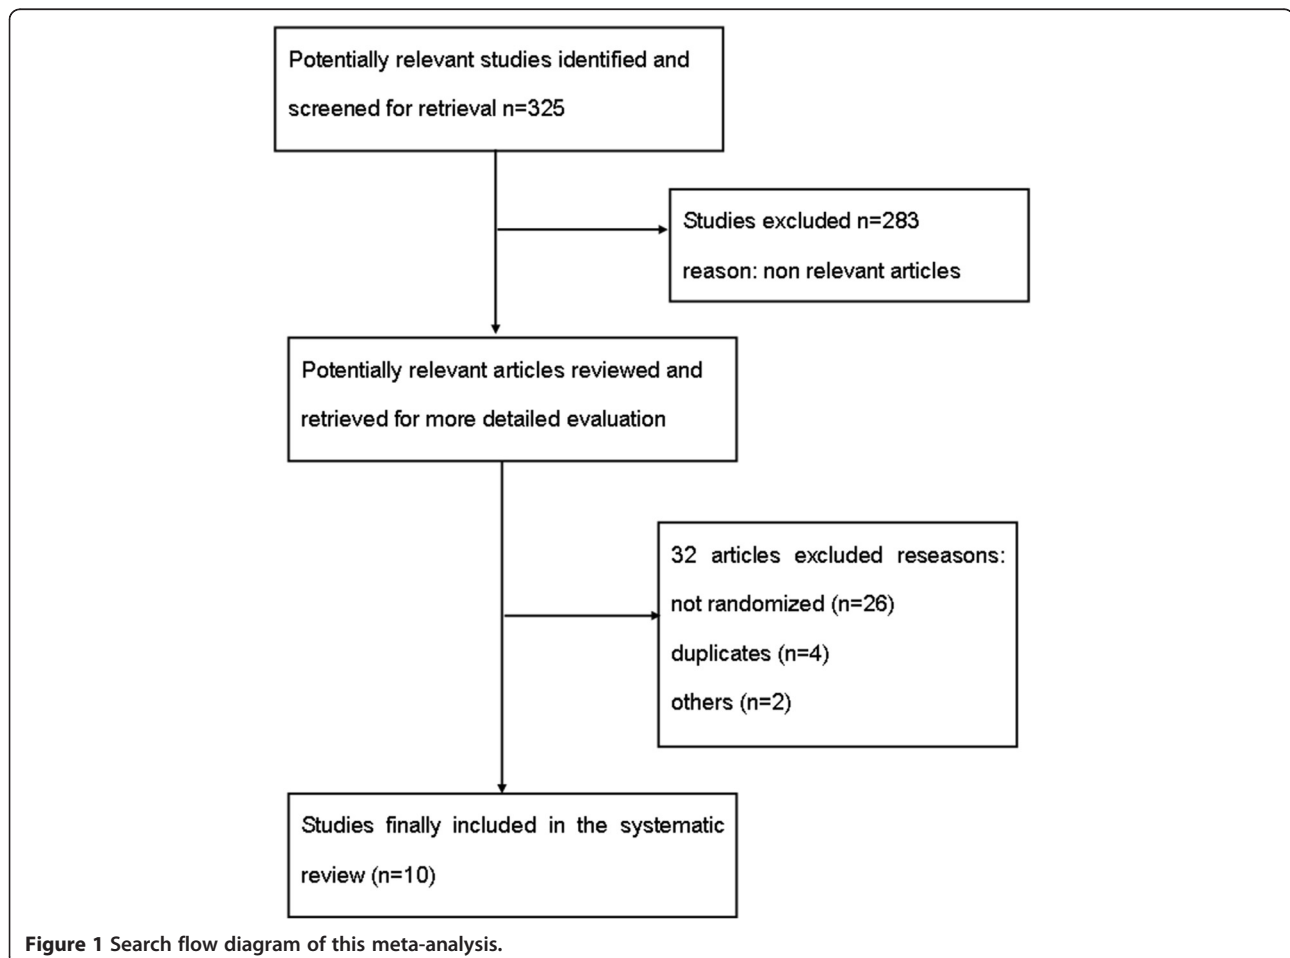 Potentially relevant studies identified and
screened for retrieval n=325
Studies excluded n=283
reason: non relevant articles
Potentially relevant articles reviewed and
retrieved for more detailed evaluation
32 articles excluded reseasons:
not randomized (n=26)
duplicates (n=4)
others (n=2)
Studies finally included in the systematic
review (n=10)
Figure 1 Search flow diagram of this meta-analysis.